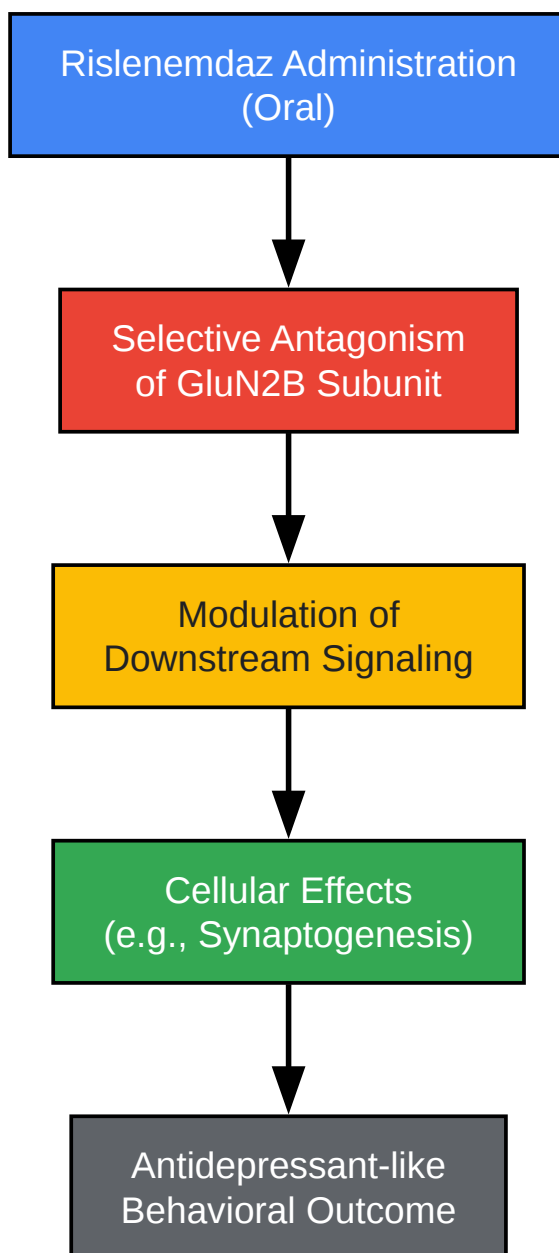 Rislenemdaz Administration
(Oral)
Selective Antagonism
of GluN2B Subunit
Modulation of
Downstream Signaling
Cellular Effects
(e.g., Synaptogenesis)
Antidepressant-like
Behavioral Outcome